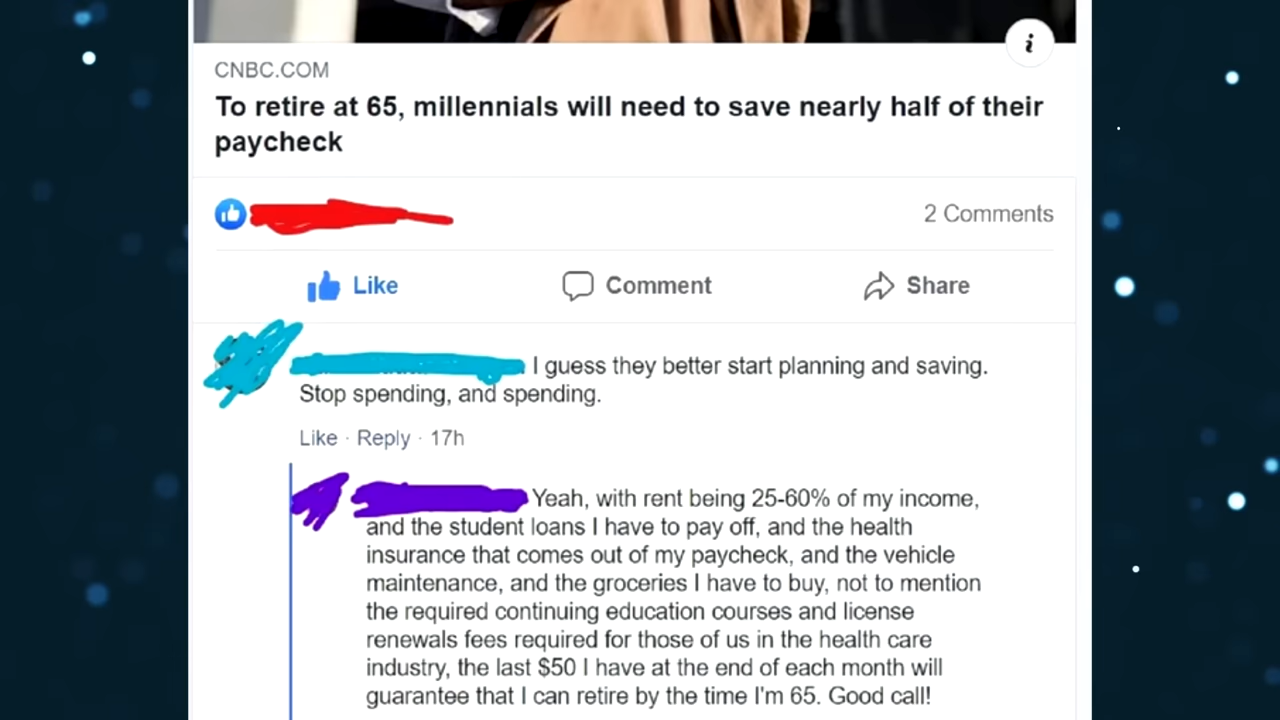 CNBC.COM
To retire at 65, millennials will need to save nearly half of their
paycheck
2 Comments
Like
Comment
Share
I guess they better start planning and saving.
Stop spending, and spending.
Like · Reply · 17h
Yeah, with rent being 25-60% of my income,
and the student loans I have to pay off, and the health
insurance that comes out of my paycheck, and the vehicle
maintenance, and the groceries I have to buy, not to mention
the required continuing education courses and license
renewals fees required for those of us in the health care
industry, the last $50 I have at the end of each month will
guarantee that I can retire by the time I'm 65. Good call!